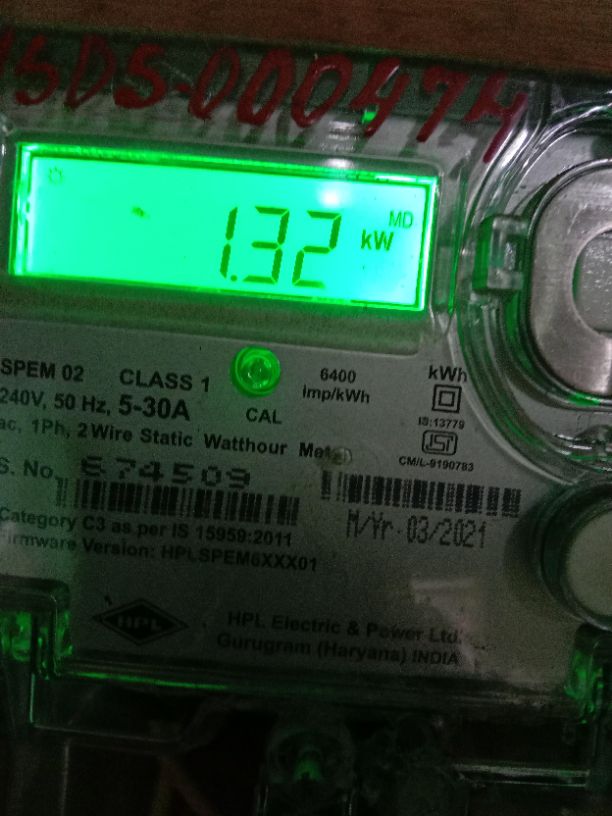 MD
1.32 kW
SPEM 02 CLASS 1 6400 kWh
imp/kWh
240V, 50 Hz, 5-30A CAL
IS:13779
ac, 1Ph, 2 Wire Static Watthour Meter
CM/L-9190783
S. No. 674509
M/Yr-03/2021
Category C3 as per IS 15959:2011
Firmware Version: HPLSPEM6XXX01
HPL
HPL Electric & Power Ltd.
Gurugram (Haryana) INDIA